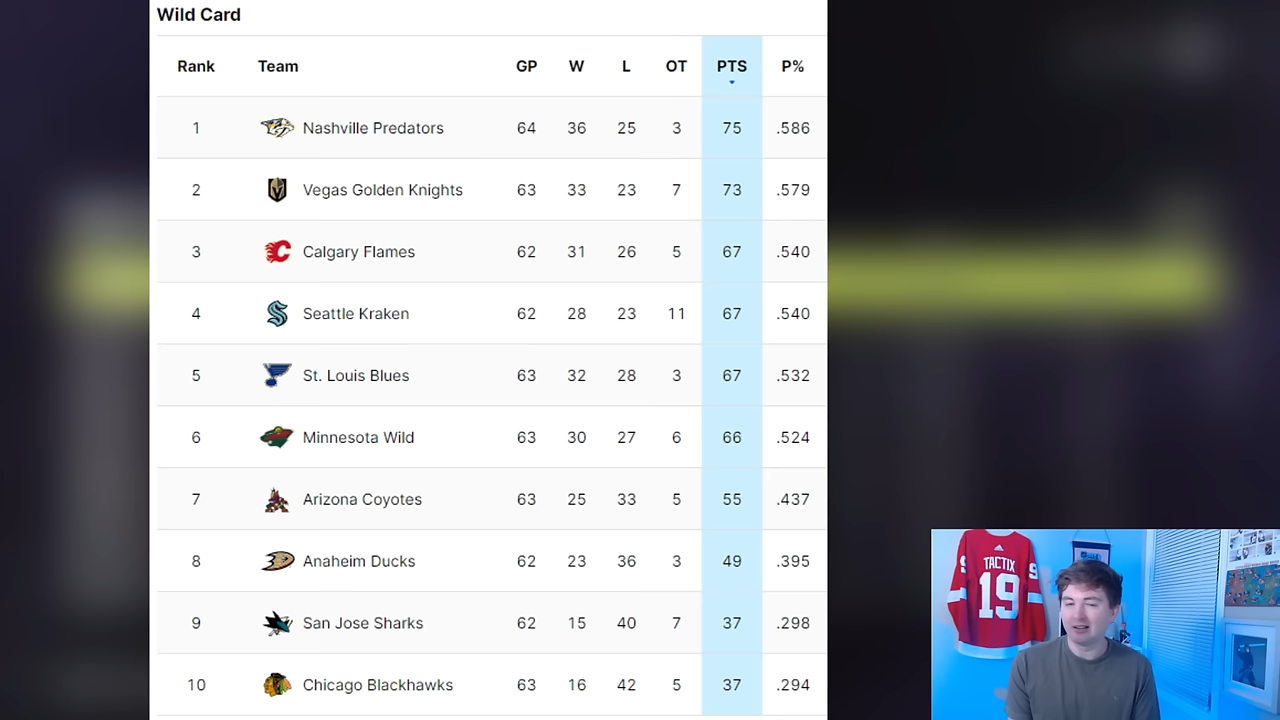 Wild Card
Rank Team GP W L OT PTS P%
1 Nashville Predators 64 36 25 3 75 .586
2 Vegas Golden Knights 63 33 23 7 73 .579
3 Calgary Flames 62 31 26 5 67 .540
4 Seattle Kraken 62 28 23 11 67 .540
5 St. Louis Blues 63 32 28 3 67 .532
6 Minnesota Wild 63 30 27 6 66 .524
7 Arizona Coyotes 63 25 33 5 55 .437
8 Anaheim Ducks 62 23 36 3 49 .395
9 San Jose Sharks 62 15 40 7 37 .298
10 Chicago Blackhawks 63 16 42 5 37 .294
TACTIX
19